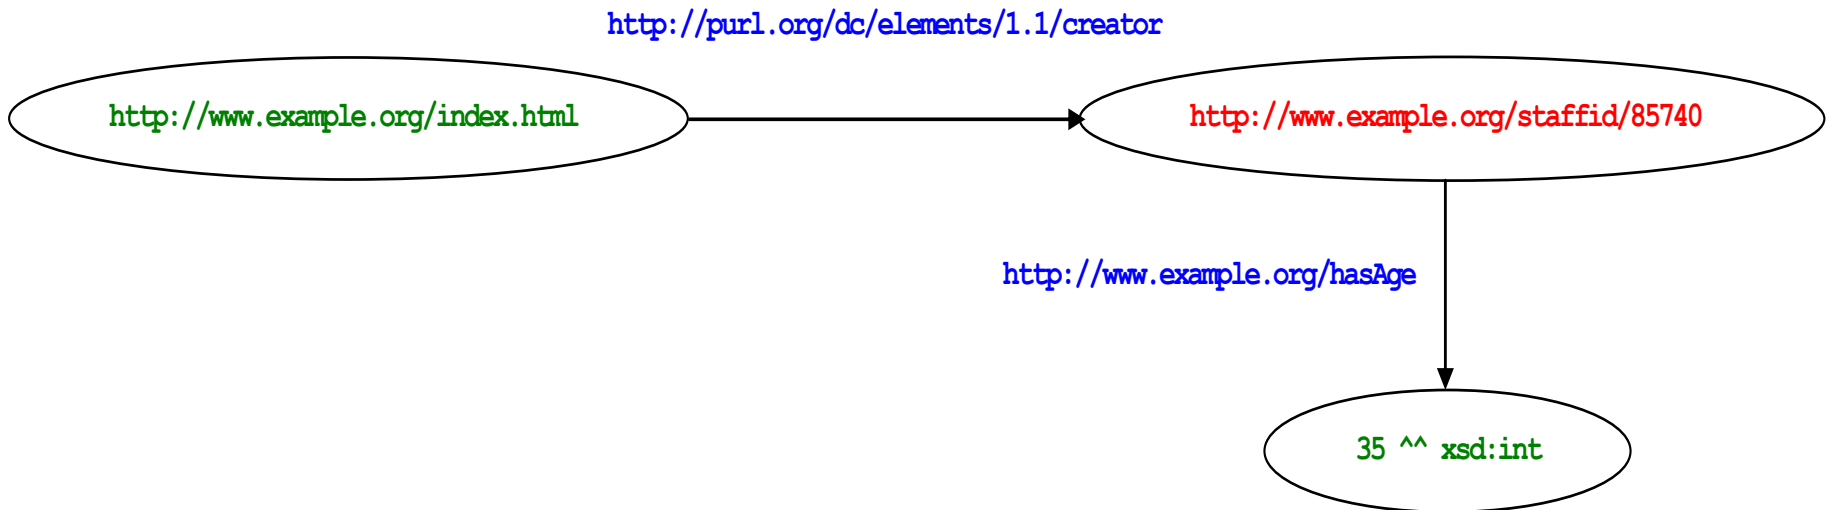 http://purl.org/dc/elements/1.1/creator
http://www.example.org/index.html
http://www.example.org/staffid/85740
http://www.example.org/hasAge
35 ^^ xsd:int